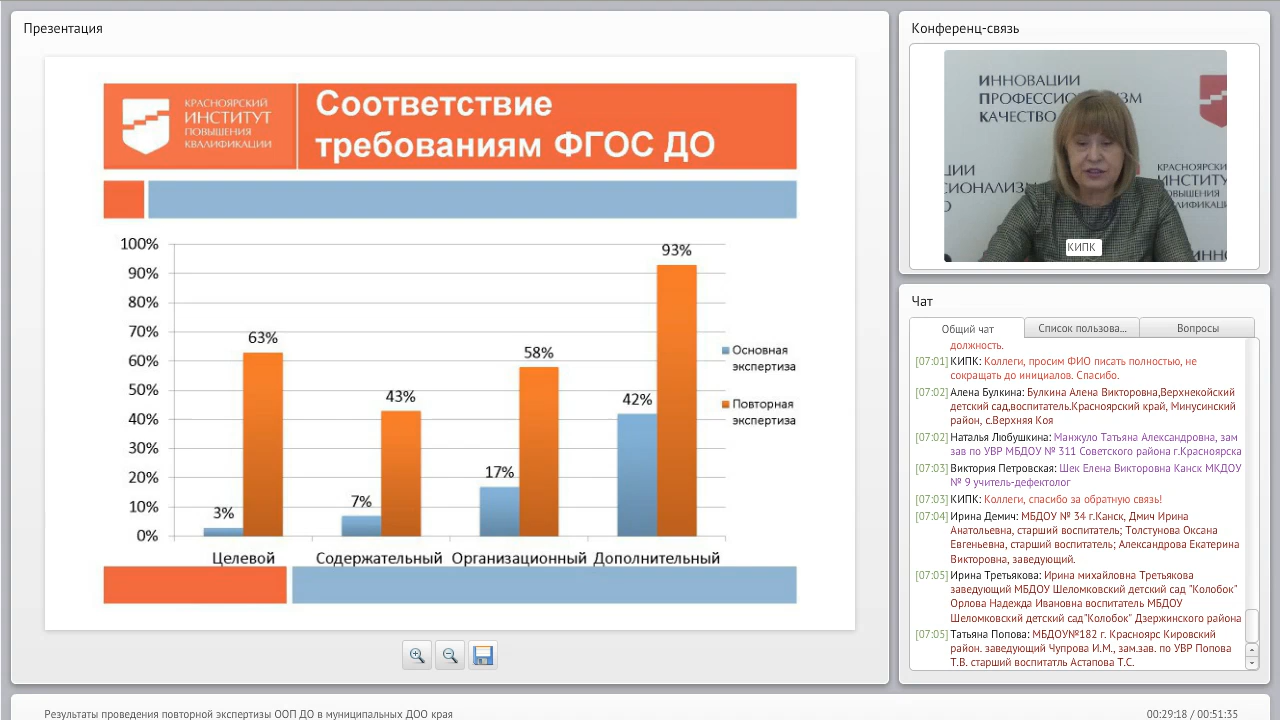 Презентация
КРАСНОЯРСКИЙ
ИНСТИТУТ
ПОВЫШЕНИЯ
КВАЛИФИКАЦИИ
Соответствие
требованиям ФГОС ДО
100%
90%
80%
70%
60%
50%
40%
30%
20%
10%
0%
3%
63%
7%
43%
17%
58%
42%
93%
Целевой
Содержательный
Организационный
Дополнительный
Основная
экспертиза
Повторная
экспертиза
Конференц-связь
ИННОВАЦИИ
ПРОФЕССИОНАЛИЗМ
КАЧЕСТВО
ЦИИ
СИОНАЛИЗ
О
КРАСНОЯРСКИ
ИНСТИТУ
ОВЫШЕНИЯ
ВАЛИФИКАЦИ
ИНН
КИПК
Чат
Общий чат
Список пользова...
Вопросы
должность.
[07:01] КИПК: Коллеги, просим ФИО писать полностью, не
сокращать до инициалов. Спасибо.
[07:02] Алена Булкина: Булкина Алена Викторовна,Верхнекойский
детский сад,воспитатель.Красноярский край, Минусинский
район, с.Верхняя Коя
[07:02] Наталья Любушкина: Манжуло Татьяна Александровна, зам
зав по УВР МБДОУ № 311 Советского района г.Красноярска
[07:03] Виктория Петровская: Шек Елена Викторовна Канск МКДОУ
№ 9 учитель-дефектолог
[07:03] КИПК: Коллеги, спасибо за обратную связь!
[07:04] Ирина Демич: МБДОУ № 34 г.Канск, Дмич Ирина
Анатольевна, старший воспитатель; Толстунова Оксана
Евгеньевна, старший воспитатель; Александрова Екатерина
Викторовна, заведующий.
[07:05] Ирина Третьякова: Ирина михайловна Третьякова
заведующий МБДОУ Шеломковский детский сад "Колобок"
Орлова Надежда Ивановна воспитатель МБДОУ
Шеломковский детский сад"Колобок" Дзержинского района
[07:05] Татьяна Попова: МБДОУ№182 г. Красноярс Кировский
район. заведующий Чупрова И.М., зам.зав. по УВР Попова
Т.В. старший воспитатль Астапова Т.С.
Результаты проведения повторной экспертизы ООП ДО в муниципальных ДОО края
00:29:18 / 00:51:35